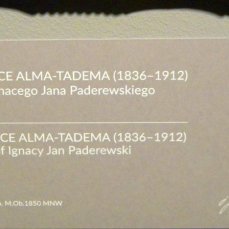 CE ALMA-TADEMA (1836–1912)
nacego Jana Paderewskiego
CE ALMA-TADEMA (1836–1912)
f Ignacy Jan Paderewski
M.Ob.1850 MNW